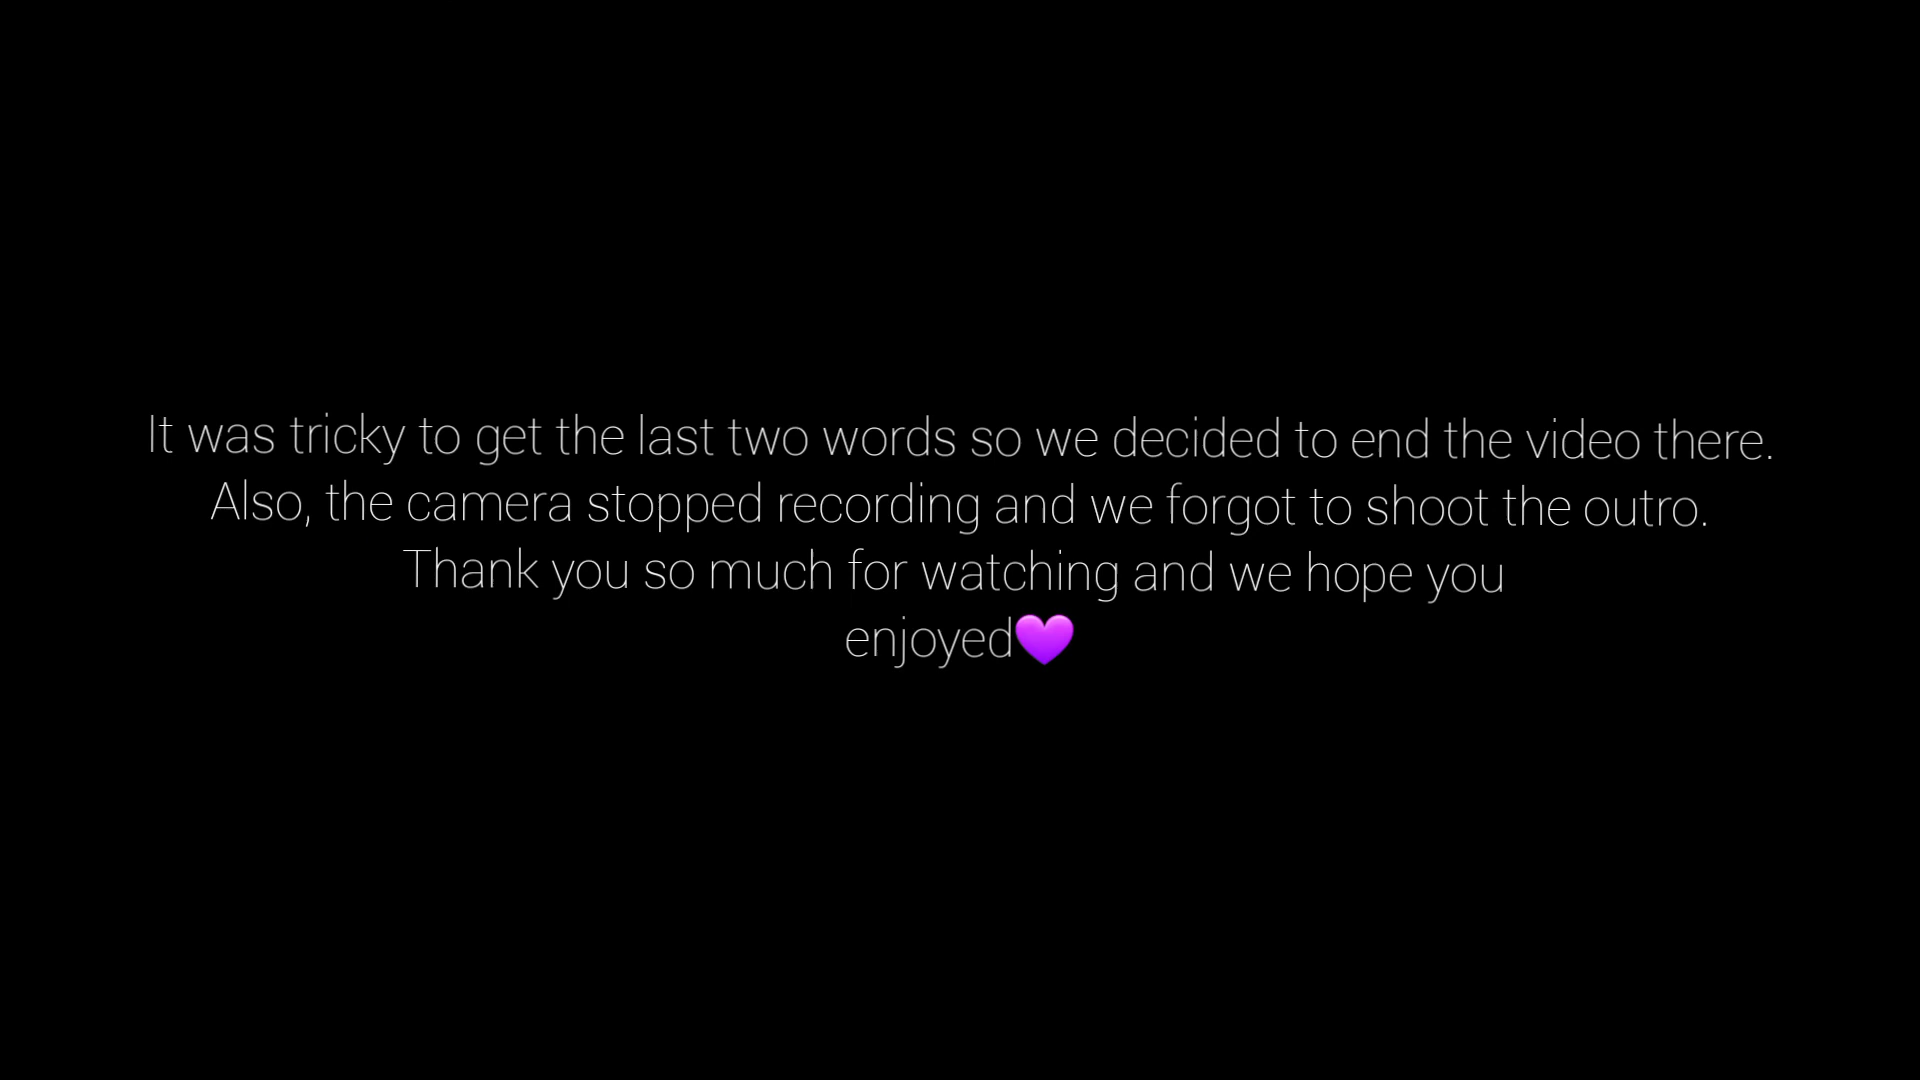 It was tricky to get the last two words so we decided to end the video there.
Also, the camera stopped recording and we forgot to shoot the outro.
Thank you so much for watching and we hope you
enjoyed💜